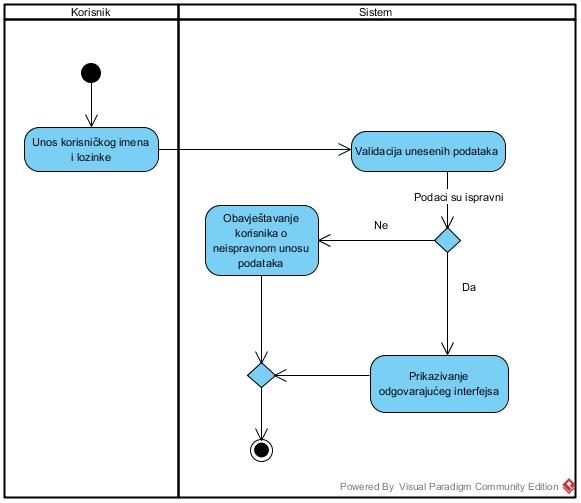 Korisnik
Sistem
Unos korisničkog imena
i lozinke
Validacija unesenih podataka
Podaci su ispravni
Obavještavanje
korisnika o
neispravnom unosu
podataka
Ne
Da
Prikazivanje
odgovarajućeg interfejsa
Powered By Visual Paradigm Community Edition